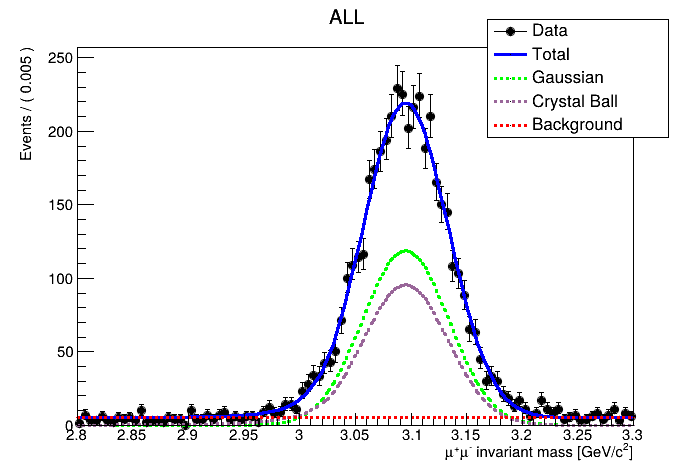 ALL
Data
Total
Gaussian
Crystal Ball
Background
Events / ( 0.005 )
250
200
150
100
50
0
2.8 2.85 2.9 2.95 3 3.05 3.1 3.15 3.2 3.25 3.3
μ⁺μ⁻ invariant mass [GeV/c²]